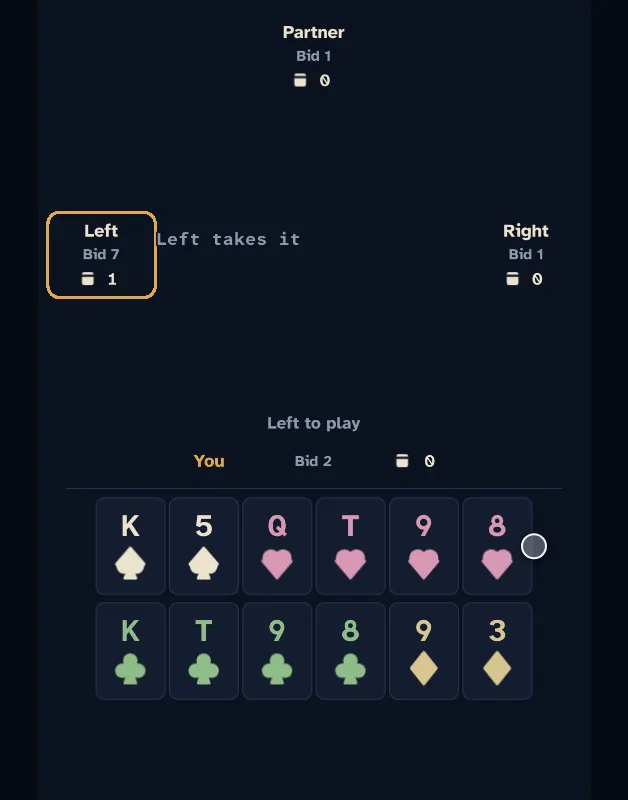 Partner
Bid 1
0
Left
Bid 7
1
Left takes it
Right
Bid 1
0
Left to play
You Bid 2 0
K 5 Q T 9 8
K T 9 8 9 3